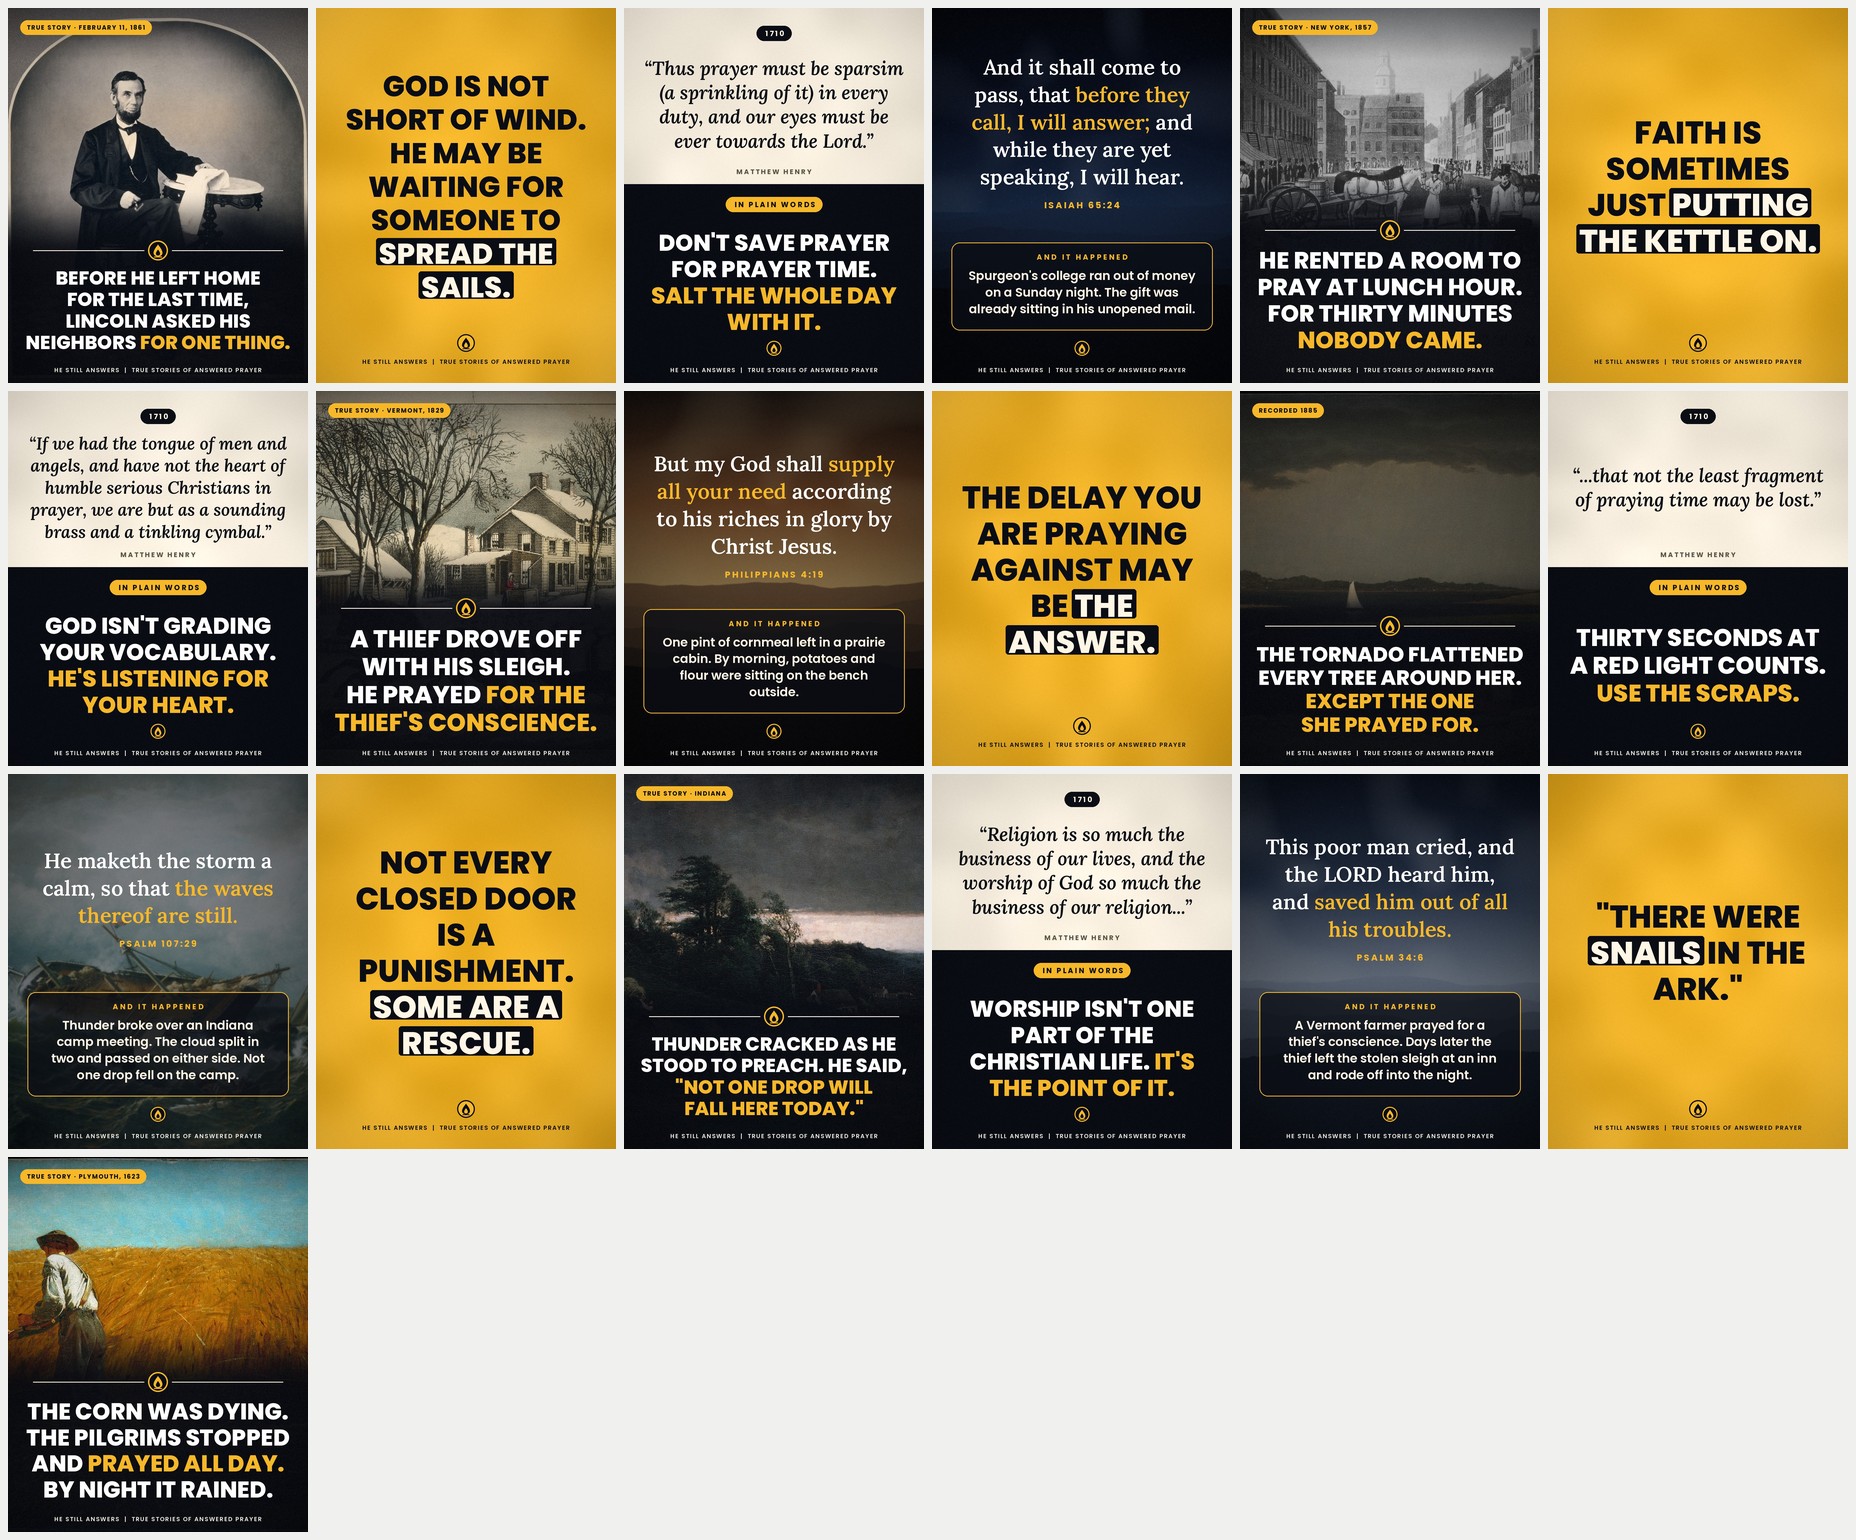 TRUE STORY · FEBRUARY 11, 1861
BEFORE HE LEFT HOME
FOR THE LAST TIME,
LINCOLN ASKED HIS
NEIGHBORS FOR ONE THING.
HE STILL ANSWERS | TRUE STORIES OF ANSWERED PRAYER
GOD IS NOT
SHORT OF WIND.
HE MAY BE
WAITING FOR
SOMEONE TO
SPREAD THE
SAILS.
HE STILL ANSWERS | TRUE STORIES OF ANSWERED PRAYER
1710
“Thus prayer must be sparsim
(a sprinkling of it) in every
duty, and our eyes must be
ever towards the Lord.”
MATTHEW HENRY
IN PLAIN WORDS
DON'T SAVE PRAYER
FOR PRAYER TIME.
SALT THE WHOLE DAY
WITH IT.
HE STILL ANSWERS | TRUE STORIES OF ANSWERED PRAYER
And it shall come to
pass, that before they
call, I will answer; and
while they are yet
speaking, I will hear.
ISAIAH 65:24
AND IT HAPPENED
Spurgeon's college ran out of money
on a Sunday night. The gift was
already sitting in his unopened mail.
HE STILL ANSWERS | TRUE STORIES OF ANSWERED PRAYER
TRUE STORY · NEW YORK, 1857
HE RENTED A ROOM TO
PRAY AT LUNCH HOUR.
FOR THIRTY MINUTES
NOBODY CAME.
HE STILL ANSWERS | TRUE STORIES OF ANSWERED PRAYER
FAITH IS
SOMETIMES
JUST PUTTING
THE KETTLE ON.
HE STILL ANSWERS | TRUE STORIES OF ANSWERED PRAYER
1710
“If we had the tongue of men and
angels, and have not the heart of
humble serious Christians in
prayer, we are but as a sounding
brass and a tinkling cymbal.”
MATTHEW HENRY
IN PLAIN WORDS
GOD ISN'T GRADING
YOUR VOCABULARY.
HE'S LISTENING FOR
YOUR HEART.
HE STILL ANSWERS | TRUE STORIES OF ANSWERED PRAYER
TRUE STORY · VERMONT, 1829
A THIEF DROVE OFF
WITH HIS SLEIGH.
HE PRAYED FOR THE
THIEF'S CONSCIENCE.
HE STILL ANSWERS | TRUE STORIES OF ANSWERED PRAYER
But my God shall supply
all your need according
to his riches in glory by
Christ Jesus.
PHILIPPIANS 4:19
AND IT HAPPENED
One pint of cornmeal left in a prairie
cabin. By morning, potatoes and
flour were sitting on the bench
outside.
HE STILL ANSWERS | TRUE STORIES OF ANSWERED PRAYER
THE DELAY YOU
ARE PRAYING
AGAINST MAY
BE THE
ANSWER.
HE STILL ANSWERS | TRUE STORIES OF ANSWERED PRAYER
RECORDED 1885
THE TORNADO FLATTENED
EVERY TREE AROUND HER.
EXCEPT THE ONE
SHE PRAYED FOR.
HE STILL ANSWERS | TRUE STORIES OF ANSWERED PRAYER
1710
“...that not the least fragment
of praying time may be lost.”
MATTHEW HENRY
IN PLAIN WORDS
THIRTY SECONDS AT
A RED LIGHT COUNTS.
USE THE SCRAPS.
HE STILL ANSWERS | TRUE STORIES OF ANSWERED PRAYER
He maketh the storm a
calm, so that the waves
thereof are still.
PSALM 107:29
AND IT HAPPENED
Thunder broke over an Indiana
camp meeting. The cloud split in
two and passed on either side. Not
one drop fell on the camp.
HE STILL ANSWERS | TRUE STORIES OF ANSWERED PRAYER
NOT EVERY
CLOSED DOOR
IS A
PUNISHMENT.
SOME ARE A
RESCUE.
HE STILL ANSWERS | TRUE STORIES OF ANSWERED PRAYER
TRUE STORY · INDIANA
THUNDER CRACKED AS HE
STOOD TO PREACH. HE SAID,
"NOT ONE DROP WILL
FALL HERE TODAY."
HE STILL ANSWERS | TRUE STORIES OF ANSWERED PRAYER
1710
“Religion is so much the
business of our lives, and the
worship of God so much the
business of our religion...”
MATTHEW HENRY
IN PLAIN WORDS
WORSHIP ISN'T ONE
PART OF THE
CHRISTIAN LIFE. IT'S
THE POINT OF IT.
HE STILL ANSWERS | TRUE STORIES OF ANSWERED PRAYER
This poor man cried, and
the LORD heard him,
and saved him out of all
his troubles.
PSALM 34:6
AND IT HAPPENED
A Vermont farmer prayed for a
thief's conscience. Days later the
thief left the stolen sleigh at an inn
and rode off into the night.
HE STILL ANSWERS | TRUE STORIES OF ANSWERED PRAYER
"THERE WERE
SNAILS IN THE
ARK."
HE STILL ANSWERS | TRUE STORIES OF ANSWERED PRAYER
TRUE STORY · PLYMOUTH, 1623
THE CORN WAS DYING.
THE PILGRIMS STOPPED
AND PRAYED ALL DAY.
BY NIGHT IT RAINED.
HE STILL ANSWERS | TRUE STORIES OF ANSWERED PRAYER